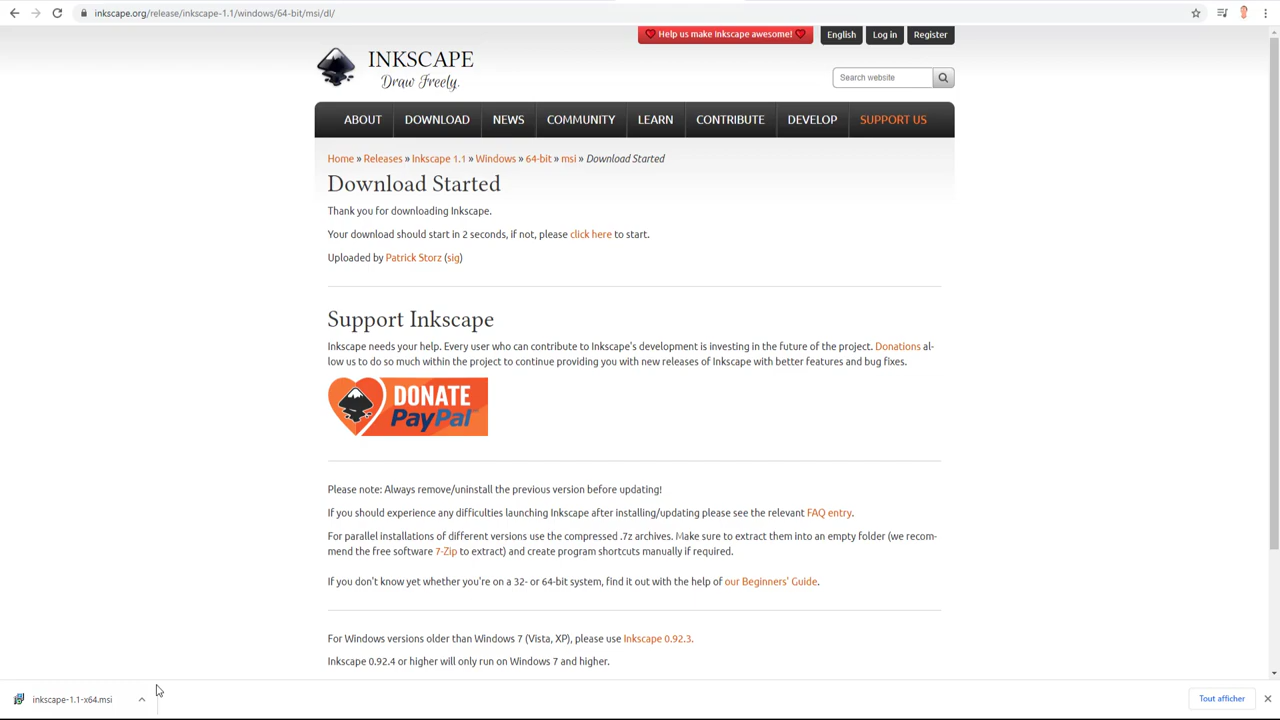 inkscape.org/release/inkscape-1.1/windows/64-bit/msi/dl/
Help us make Inkscape awesome!
English
Log in
Register
INKSCAPE
Draw Freely.
Search website
ABOUT
DOWNLOAD
NEWS
COMMUNITY
LEARN
CONTRIBUTE
DEVELOP
SUPPORT US
Home » Releases » Inkscape 1.1 » Windows » 64-bit » msi » Download Started
Download Started
Thank you for downloading Inkscape.
Your download should start in 2 seconds, if not, please click here to start.
Uploaded by Patrick Storz (sig)
Support Inkscape
Inkscape needs your help. Every user who can contribute to Inkscape's development is investing in the future of the project. Donations al-
low us to do so much within the project to continue providing you with new releases of Inkscape with better features and bug fixes.
DONATE
PayPal
Please note: Always remove/uninstall the previous version before updating!
If you should experience any difficulties launching Inkscape after installing/updating please see the relevant FAQ entry.
For parallel installations of different versions use the compressed .7z archives. Make sure to extract them into an empty folder (we recom-
mend the free software 7-Zip to extract) and create program shortcuts manually if required.
If you don't know yet whether you're on a 32- or 64-bit system, find it out with the help of our Beginners' Guide.
For Windows versions older than Windows 7 (Vista, XP), please use Inkscape 0.92.3.
Inkscape 0.92.4 or higher will only run on Windows 7 and higher.
inkscape-1.1-x64.msi
Tout afficher